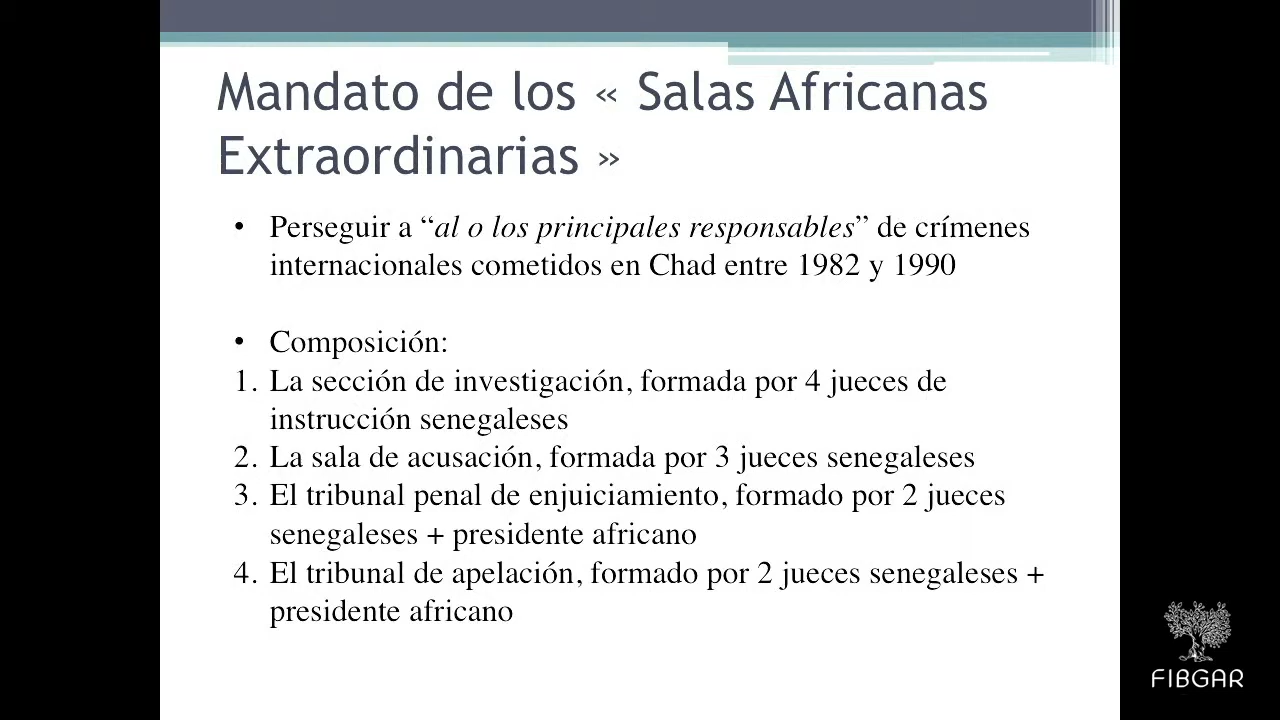 Mandato de los « Salas Africanas
Extraordinarias »
• Perseguir a “al o los principales responsables” de crímenes
internacionales cometidos en Chad entre 1982 y 1990
• Composición:
1. La sección de investigación, formada por 4 jueces de
instrucción senegaleses
2. La sala de acusación, formada por 3 jueces senegaleses
3. El tribunal penal de enjuiciamiento, formado por 2 jueces
senegaleses + presidente africano
4. El tribunal de apelación, formado por 2 jueces senegaleses +
presidente africano
FIBGAR